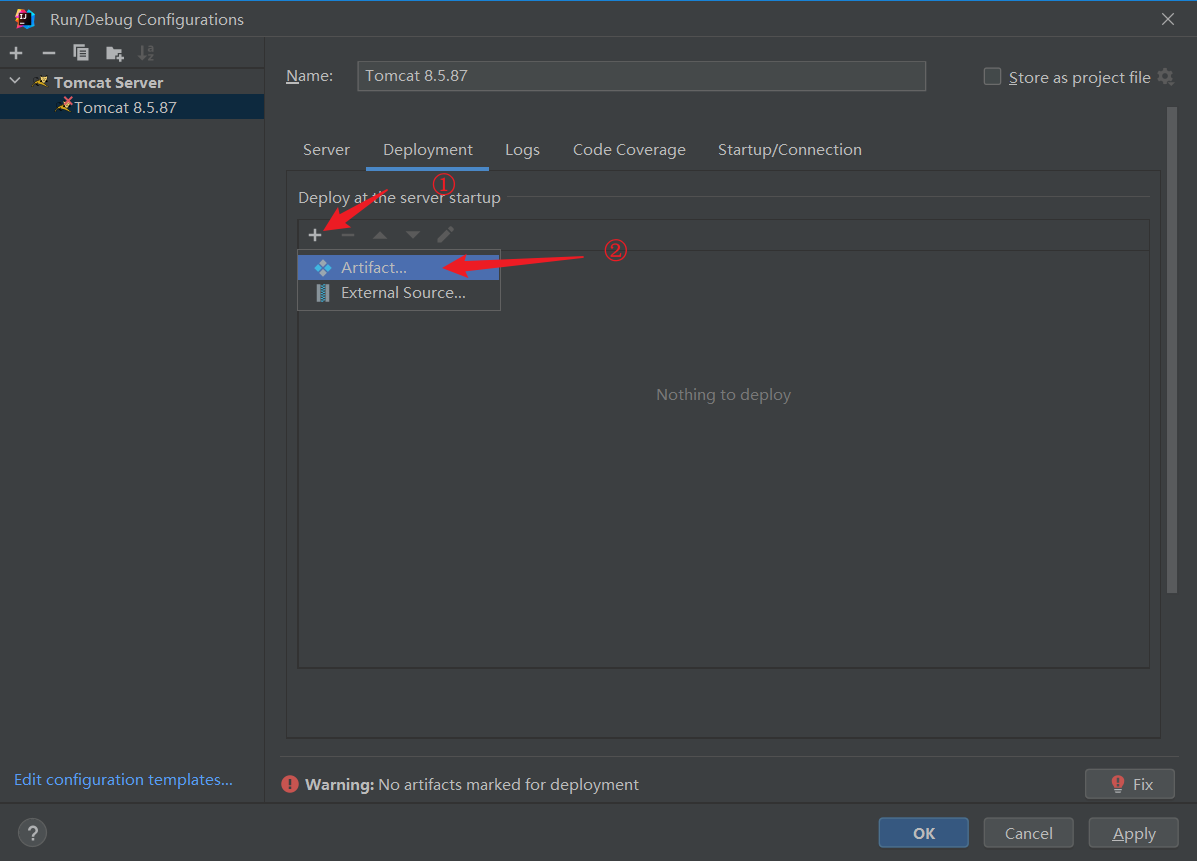 Run/Debug Configurations
Tomcat Server
Tomcat 8.5.87
Name: Tomcat 8.5.87 Store as project file
Server Deployment Logs Code Coverage Startup/Connection
①
Deploy at the server startup
②
Artifact...
External Source...
Nothing to deploy
Edit configuration templates...
Warning: No artifacts marked for deployment Fix
? OK Cancel Apply